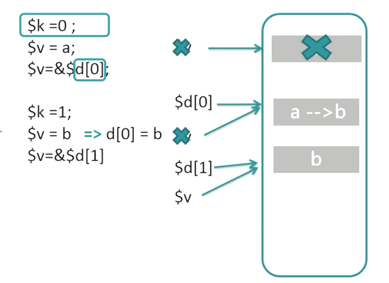 $k =0 ;
$v = a;
$v=&$d[0];
$k =1;
$v = b => d[0] = b
$v=&$d[1]
$d[0]
$d[1]
$v
a -->b
b